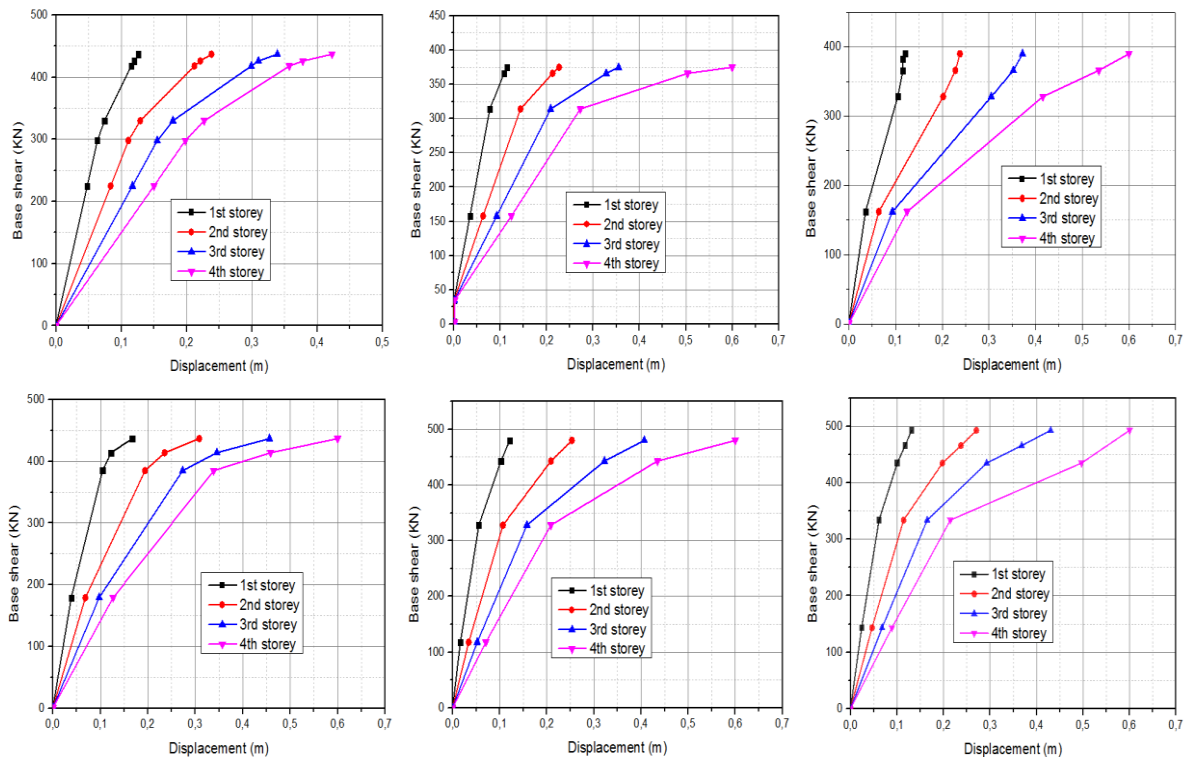 500
400
300
200
100
0
Base shear (KN)
1st storey
2nd storey
3rd storey
4th storey
0,0 0,1 0,2 0,3 0,4 0,5
Displacement (m)
450
400
350
300
250
200
150
100
50
0
Base shear (KN)
1st storey
2nd storey
3rd storey
4th storey
0,0 0,1 0,2 0,3 0,4 0,5 0,6 0,7
Displacement (m)
400
300
200
100
0
Base shear (KN)
1st storey
2nd storey
3rd storey
4th storey
0,0 0,1 0,2 0,3 0,4 0,5 0,6 0,7
Displacement (m)
500
400
300
200
100
0
Base shear (KN)
1st storey
2nd storey
3rd storey
4th storey
0,0 0,1 0,2 0,3 0,4 0,5 0,6 0,7
Displacement (m)
500
400
300
200
100
0
Base shear (KN)
1st storey
2nd storey
3rd storey
4th storey
0,0 0,1 0,2 0,3 0,4 0,5 0,6 0,7
Displacement (m)
500
400
300
200
100
0
Base shear (KN)
1st storey
2nd storey
3rd storey
4th storey
0,0 0,1 0,2 0,3 0,4 0,5 0,6 0,7
Displacement (m)